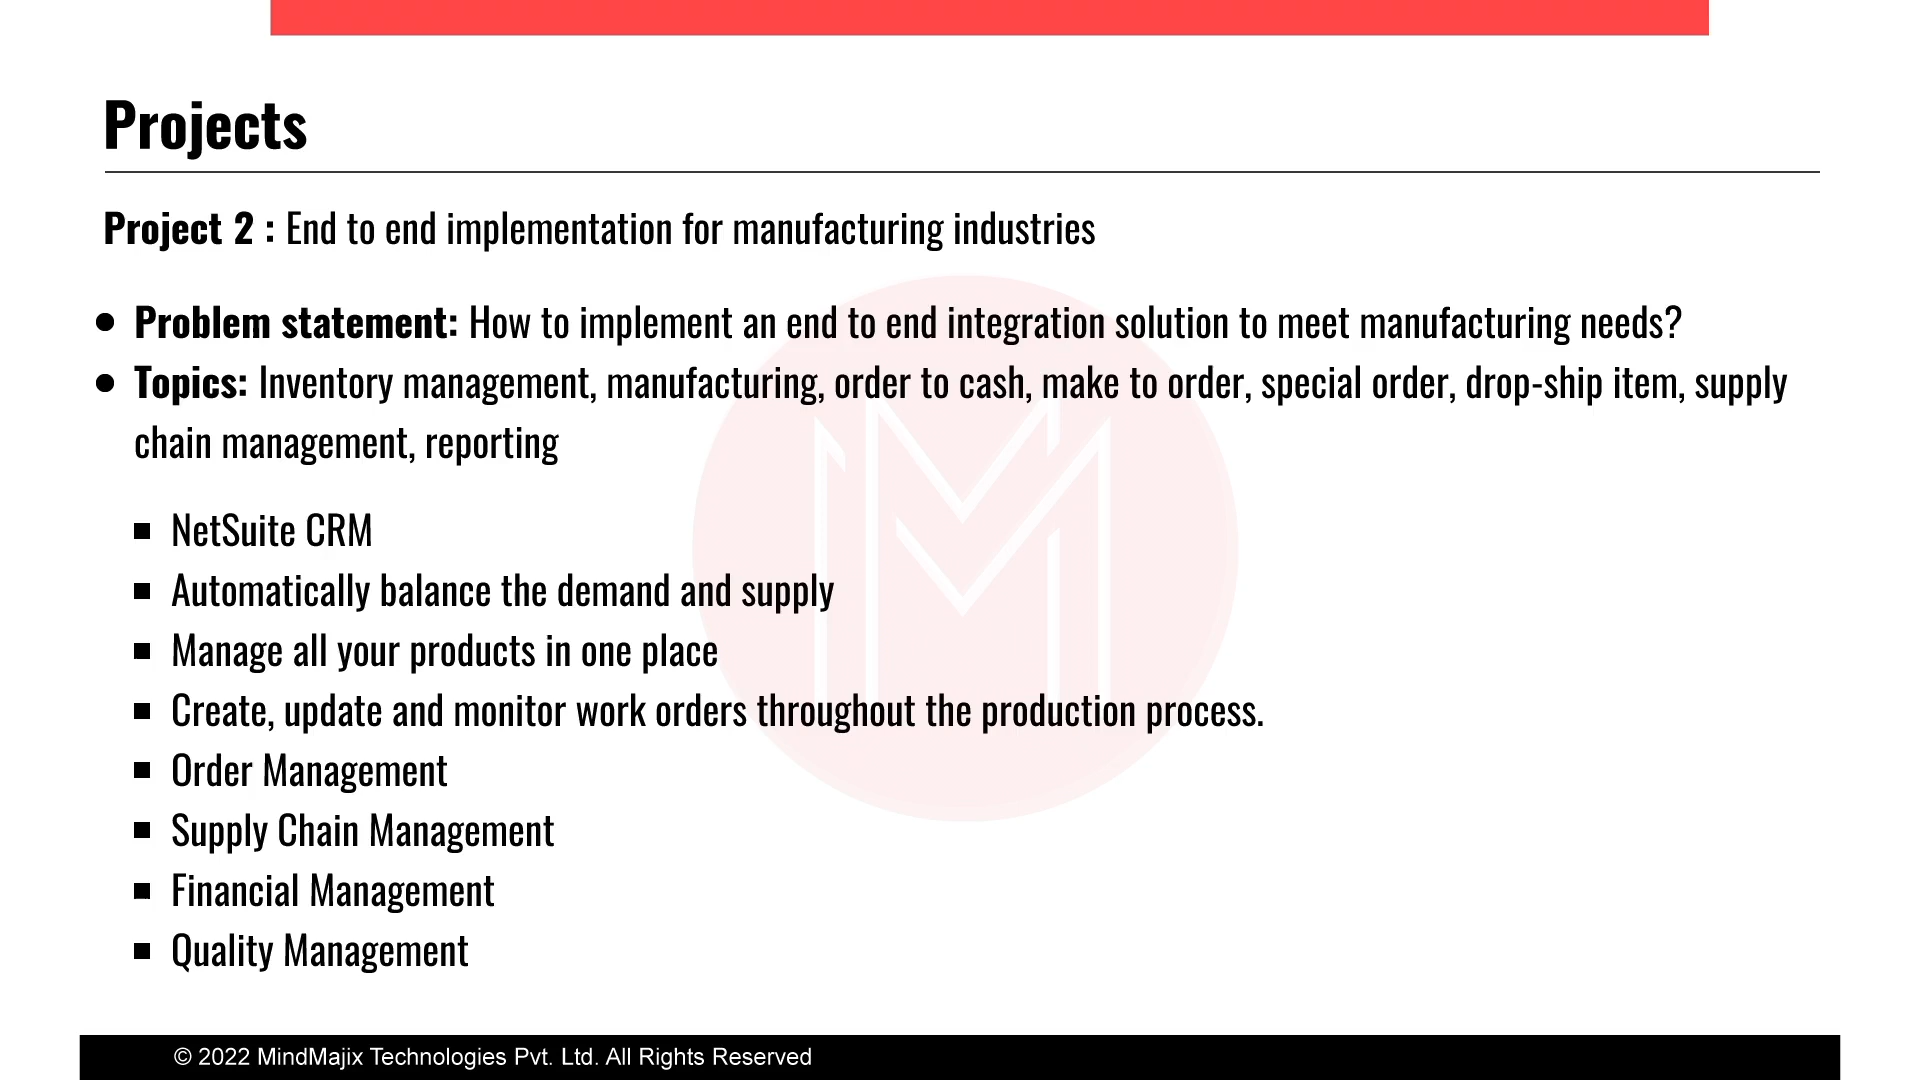 Projects
Project 2 : End to end implementation for manufacturing industries
● Problem statement: How to implement an end to end integration solution to meet manufacturing needs?
● Topics: Inventory management, manufacturing, order to cash, make to order, special order, drop-ship item, supply
chain management, reporting
■ NetSuite CRM
■ Automatically balance the demand and supply
■ Manage all your products in one place
■ Create, update and monitor work orders throughout the production process.
■ Order Management
■ Supply Chain Management
■ Financial Management
■ Quality Management
© 2022 MindMajix Technologies Pvt. Ltd. All Rights Reserved